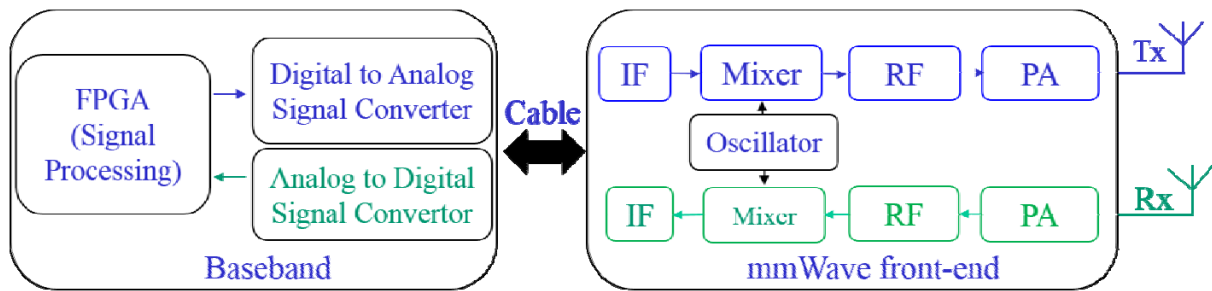 FPGA
(Signal
Processing)
Digital to Analog
Signal Converter
Analog to Digital
Signal Convertor
Baseband
Cable
IF
Mixer
RF
PA
Tx
Oscillator
IF
Mixer
RF
PA
Rx
mmWave front-end